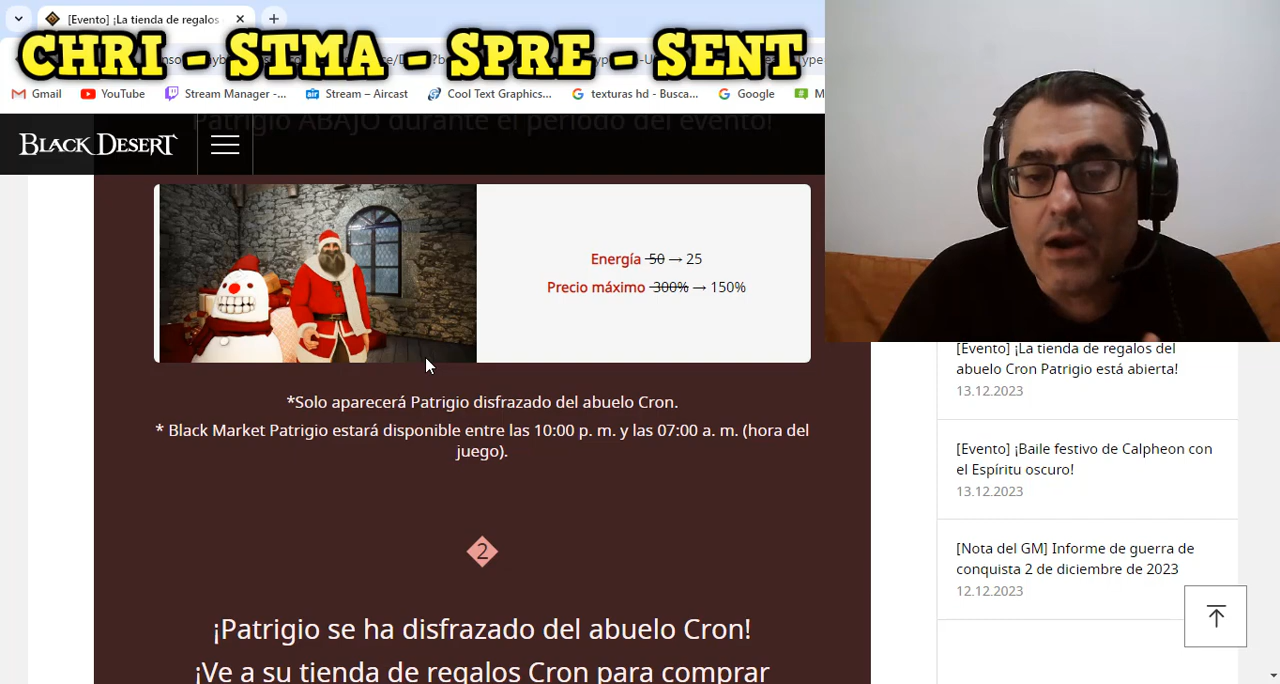 [Evento] ¡La tienda de regalos
CHRI - STMA - SPRE - SENT
Gmail
YouTube
Stream Manager -...
Stream – Aircast
Cool Text Graphics...
texturas hd - Busca...
Google
M
BLACK DESERT
Patrigio ABAJO durante el periodo del evento!
Energía 50 → 25
Precio máximo 300% → 150%
*Solo aparecerá Patrigio disfrazado del abuelo Cron.
* Black Market Patrigio estará disponible entre las 10:00 p. m. y las 07:00 a. m. (hora del
juego).
2
¡Patrigio se ha disfrazado del abuelo Cron!
¡Ve a su tienda de regalos Cron para comprar
[Evento] ¡La tienda de regalos del
abuelo Cron Patrigio está abierta!
13.12.2023
[Evento] ¡Baile festivo de Calpheon con
el Espíritu oscuro!
13.12.2023
[Nota del GM] Informe de guerra de
conquista 2 de diciembre de 2023
12.12.2023